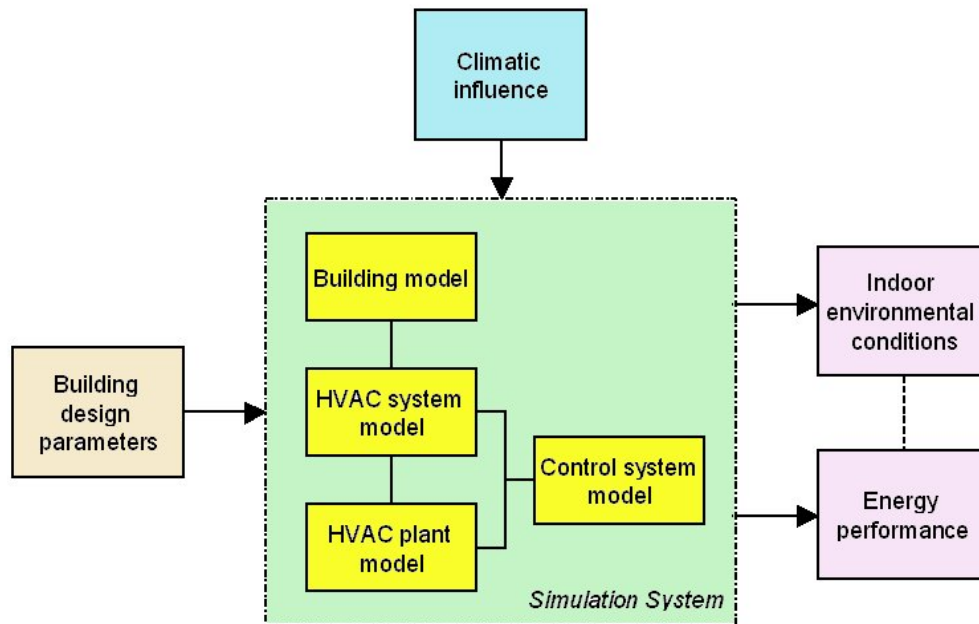 Climatic
influence
Building model
Indoor
environmental
conditions
Building
design
parameters
HVAC system
model
Control system
model
HVAC plant
model
Energy
performance
Simulation System